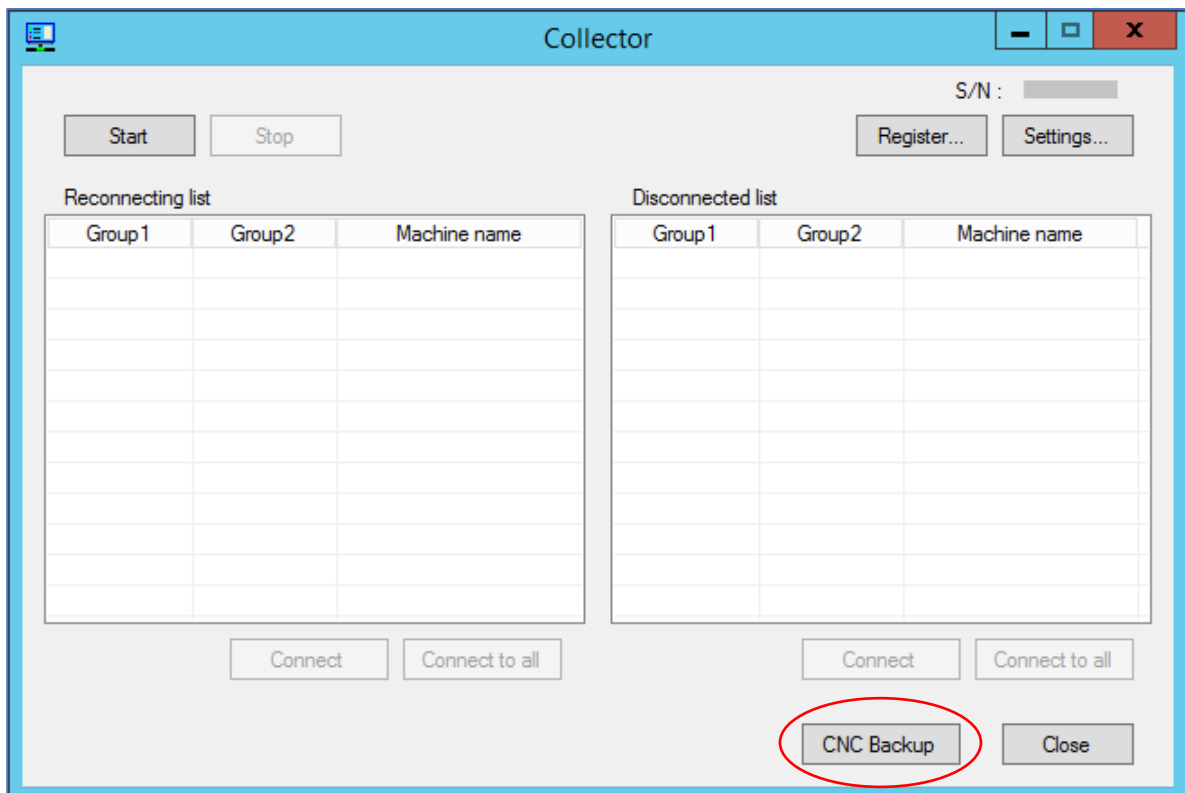 Collector
S/N :
Start Stop Register... Settings...
Reconnecting list Disconnected list
Group1 Group2 Machine name Group1 Group2 Machine name
Connect Connect to all Connect Connect to all
CNC Backup Close